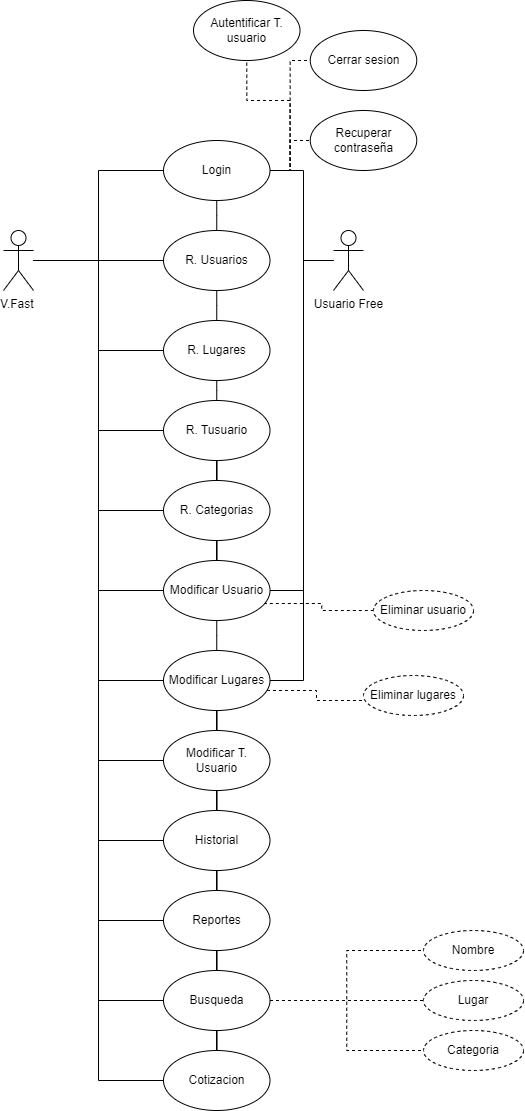 Autentificar T.
usuario
Cerrar sesion
Recuperar
contraseña
Login
R. Usuarios
V.Fast
Usuario Free
R. Lugares
R. Tusuario
R. Categorias
Modificar Usuario
Eliminar usuario
Modificar Lugares
Eliminar lugares
Modificar T.
Usuario
Historial
Reportes
Nombre
Busqueda
Lugar
Categoria
Cotizacion